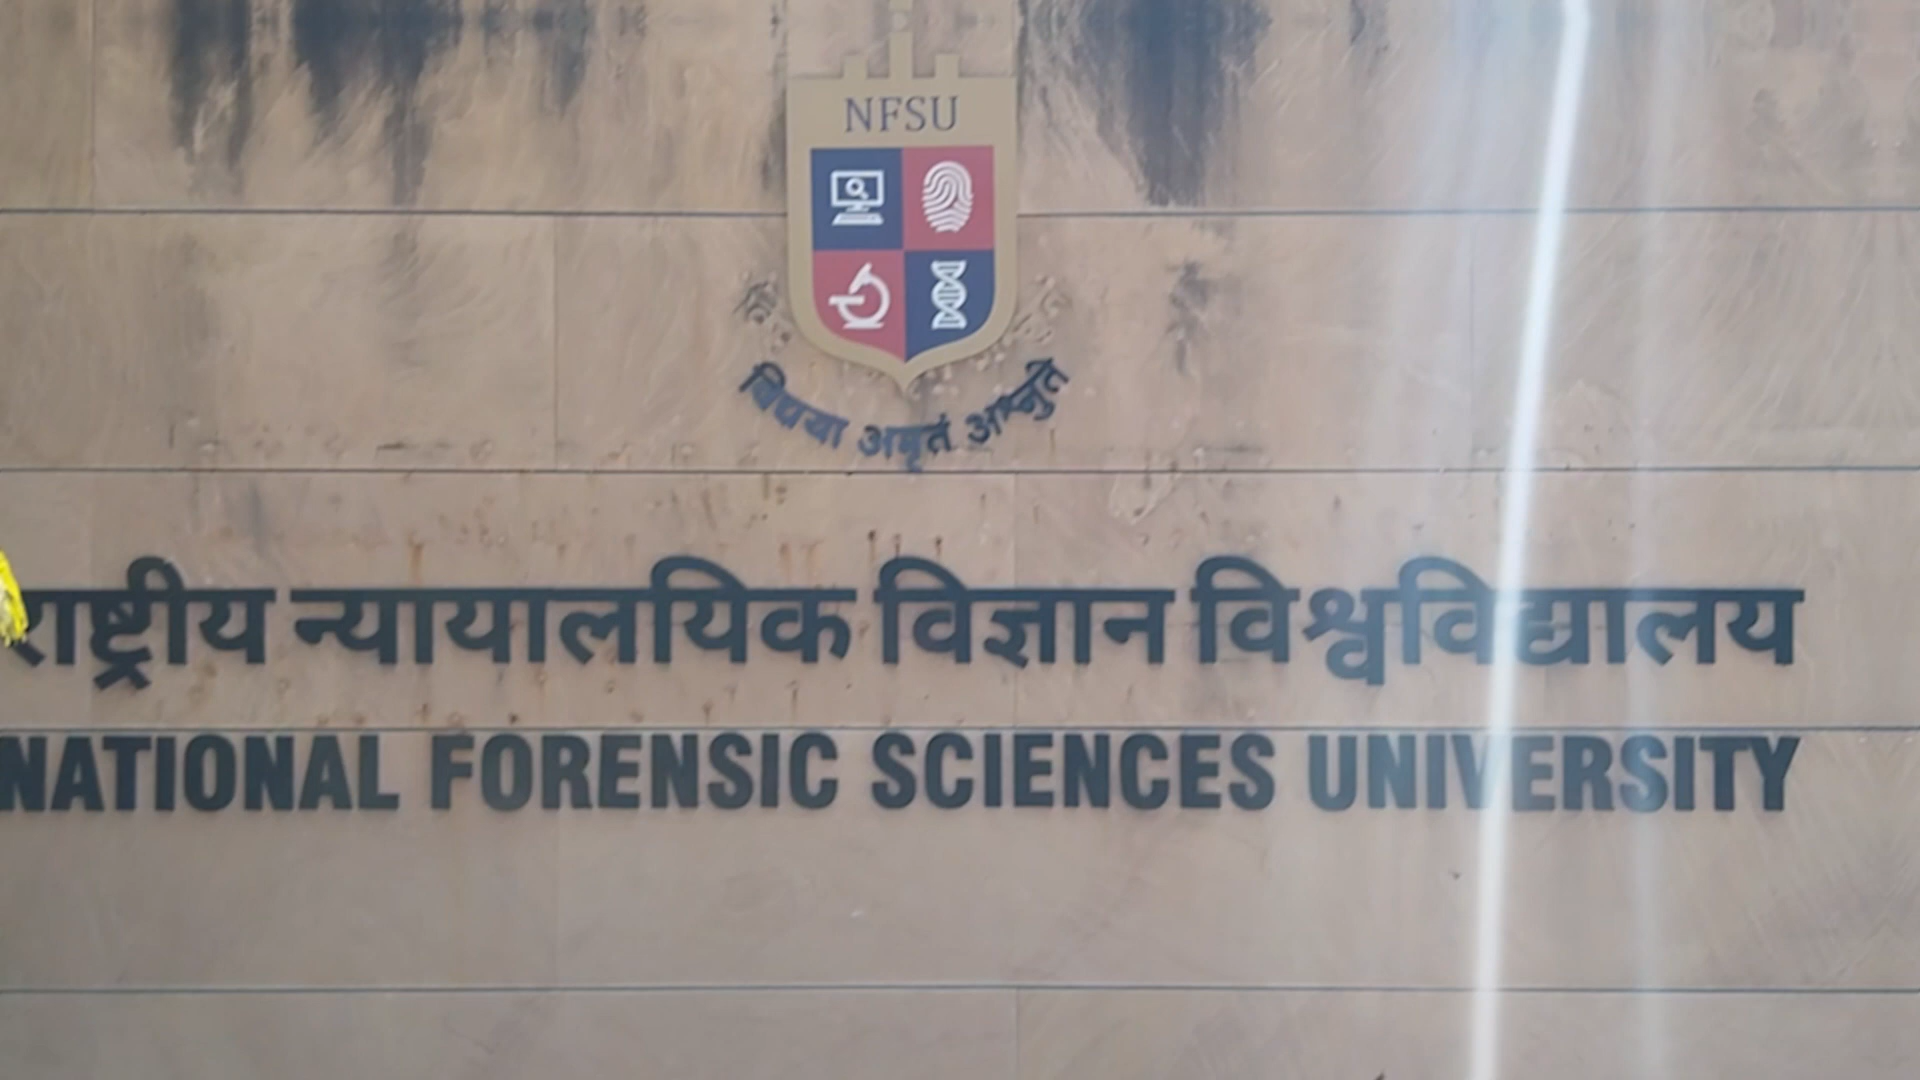 NFSU
विद्यया अमृतं अश्नुते
राष्ट्रीय न्यायालयिक विज्ञान विश्वविद्यालय
NATIONAL FORENSIC SCIENCES UNIVERSITY